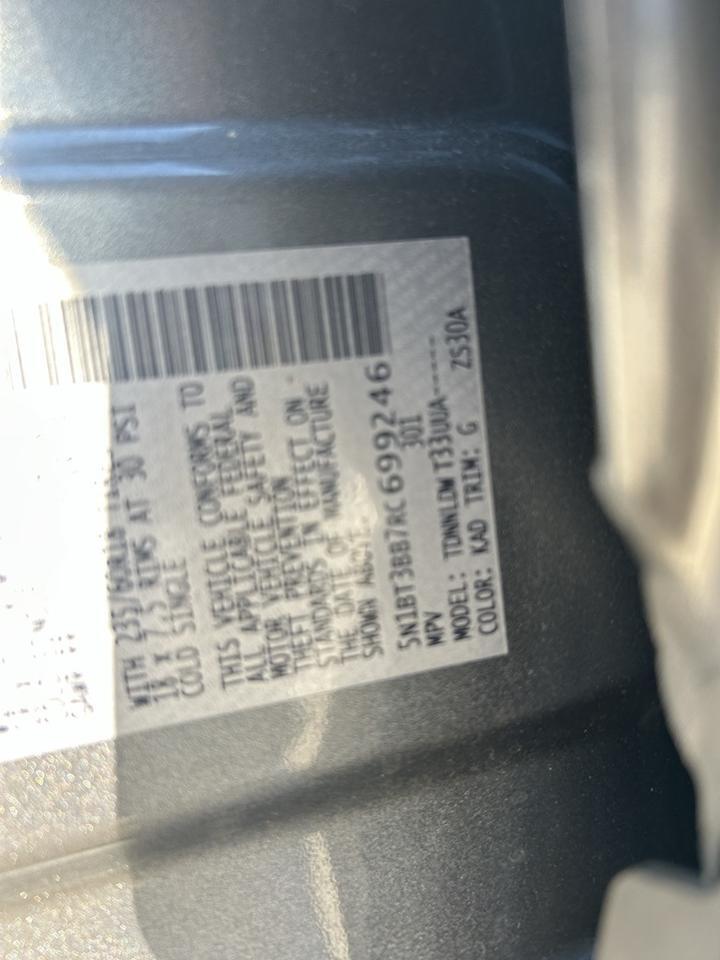 WITH 235/60R18
18 X 7.5 RIMS AT 30 PSI
COLD SINGLE
THIS VEHICLE CONFORMS TO
ALL APPLICABLE FEDERAL
MOTOR VEHICLE SAFETY AND
THEFT PREVENTION
STANDARDS IN EFFECT ON
THE DATE OF MANUFACTURE
SHOWN ABOVE.
5N1BT3BB7RC699246
MPV 301
MODEL: TDNNLDW T33UUA-----
COLOR: KAD TRIM: G ZS30A